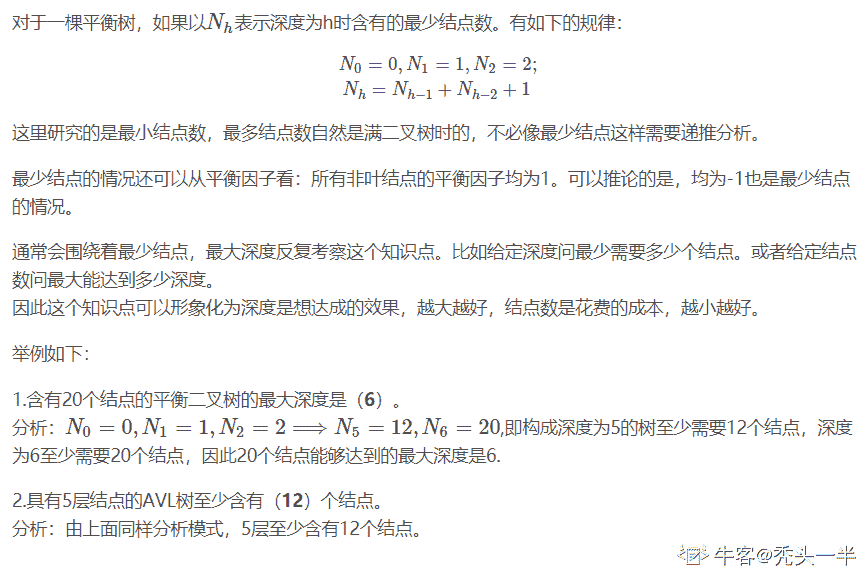 对于一棵平衡树，如果以N_h表示深度为h时含有的最少结点数。有如下的规律：
N_0 = 0, N_1 = 1, N_2 = 2;
N_h = N_{h−1} + N_{h−2} + 1
这里研究的是最小结点数，最多结点数自然是满二叉树时的，不必像最少结点这样需要递推分析。
最少结点的情况还可以从平衡因子看：所有非叶结点的平衡因子均为1。可以推论的是，均为-1也是最少结点
的情况。
通常会围绕着最少结点，最大深度反复考察这个知识点。比如给定深度问最少需要多少个结点。或者给定结点
数问最大能达到多少深度。
因此这个知识点可以形象化为深度是想达成的效果，越大越好，结点数是花费的成本，越小越好。
举例如下：
1.含有20个结点的平衡二叉树的最大深度是（6）。
分析：N_0 = 0, N_1 = 1, N_2 = 2 ⟹ N_5 = 12, N_6 = 20,即构成深度为5的树至少需要12个结点，深度
为6至少需要20个结点，因此20个结点能够达到的最大深度是6.
2.具有5层结点的AVL树至少含有（12）个结点。
分析：由上面同样分析模式，5层至少含有12个结点。
牛客@秃头一半